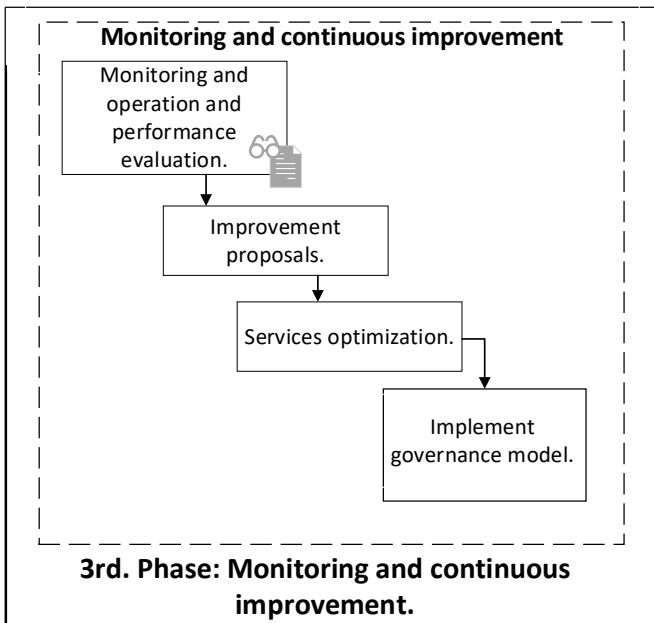 Monitoring and continuous improvement
Monitoring and
operation and
performance
evaluation.
Improvement
proposals.
Services optimization.
Implement
governance model.
3rd. Phase: Monitoring and continuous
improvement.